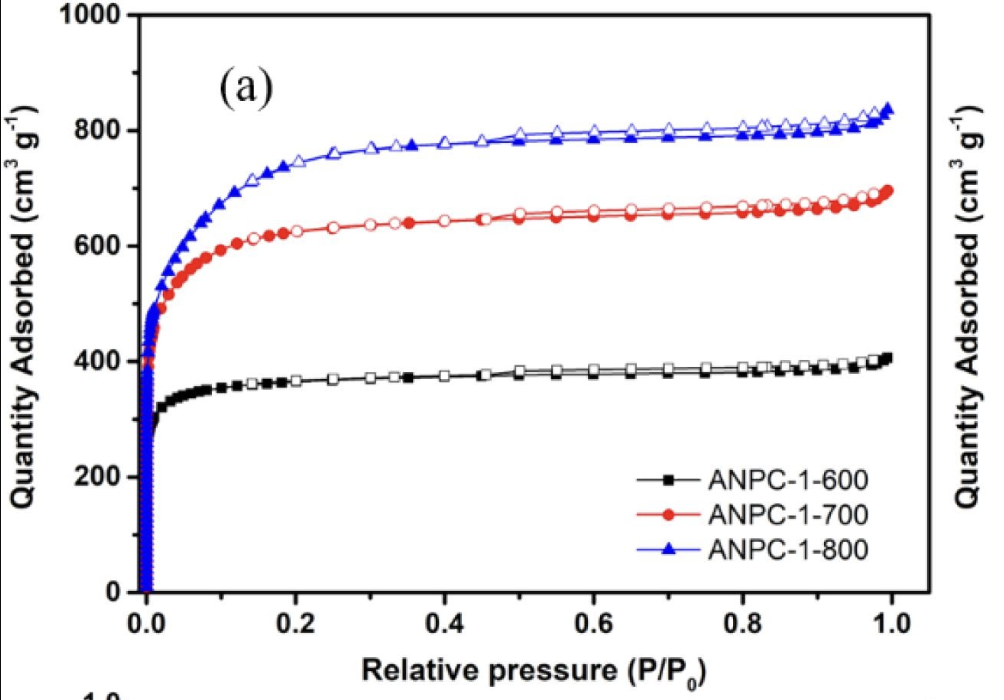 1000
800
600
400
200
0
Quantity Adsorbed (cm³ g⁻¹)
(a)
ANPC-1-600
ANPC-1-700
ANPC-1-800
0.0 0.2 0.4 0.6 0.8 1.0
Relative pressure (P/P₀)
Quantity Adsorbed (cm³ g⁻¹)